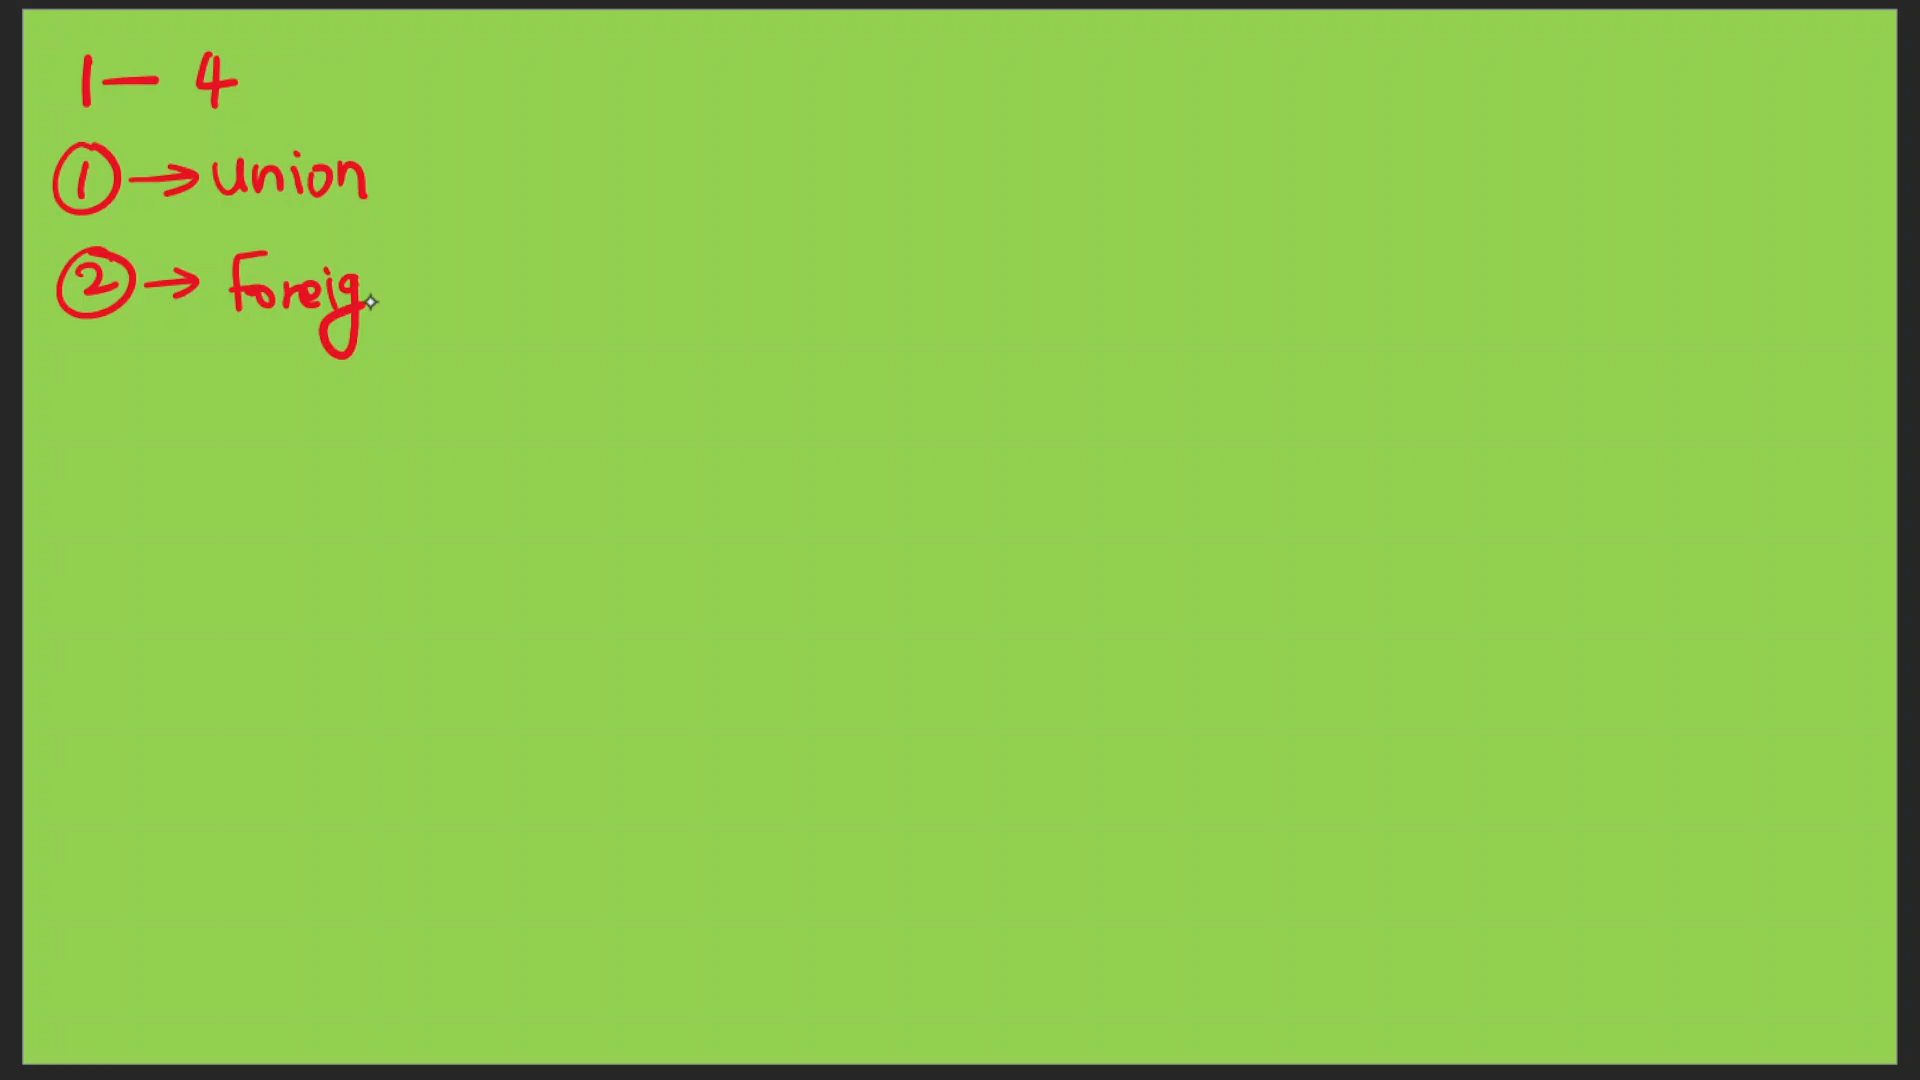 1 — 4
① → Union
② → Foreig